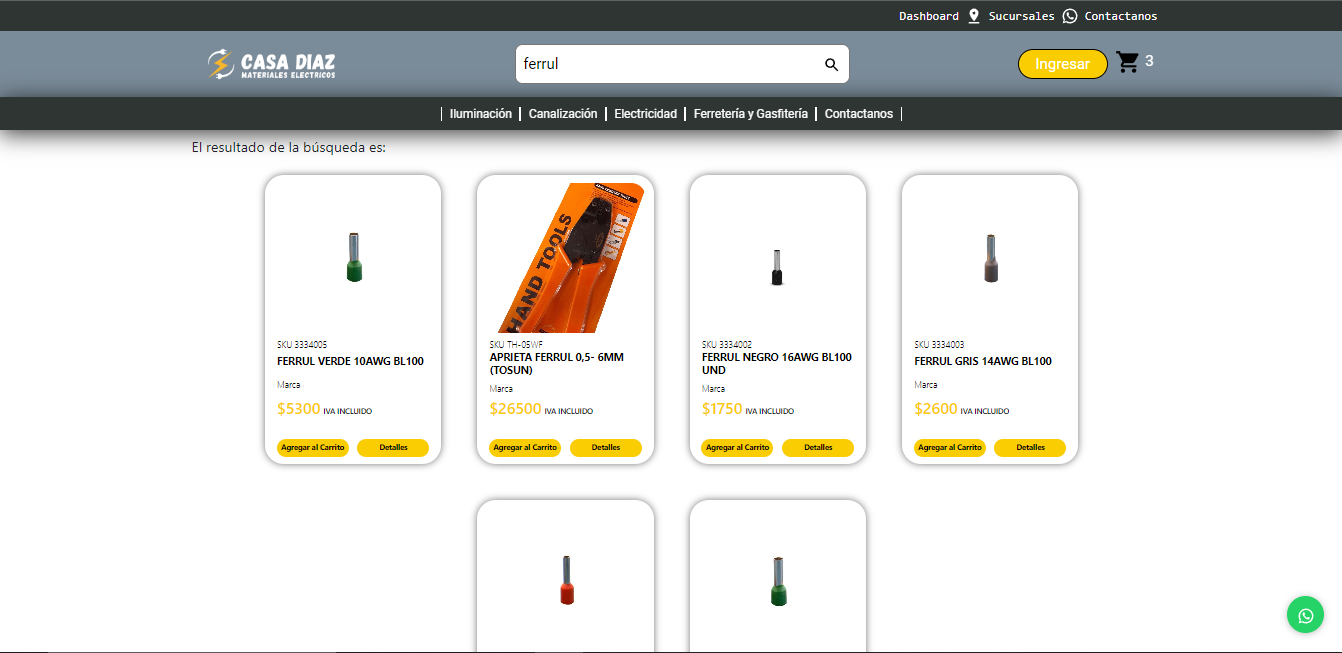 Dashboard Sucursales Contactanos
CASA DIAZ
MATERIALES ELECTRICOS
ferrul
Ingresar 3
Iluminación Canalización Electricidad Ferretería y Gasfitería Contactanos
El resultado de la búsqueda es:
HAND TOOLS
SKU 3334005
FERRUL VERDE 10AWG BL100
Marca
$5300 IVA INCLUIDO
Agregar al Carrito Detalles
SKU TH-05WF
APRIETA FERRUL 0,5- 6MM
(TOSUN)
Marca
$26500 IVA INCLUIDO
Agregar al Carrito Detalles
SKU 3334002
FERRUL NEGRO 16AWG BL100
UND
Marca
$1750 IVA INCLUIDO
Agregar al Carrito Detalles
SKU 3334003
FERRUL GRIS 14AWG BL100
Marca
$2600 IVA INCLUIDO
Agregar al Carrito Detalles